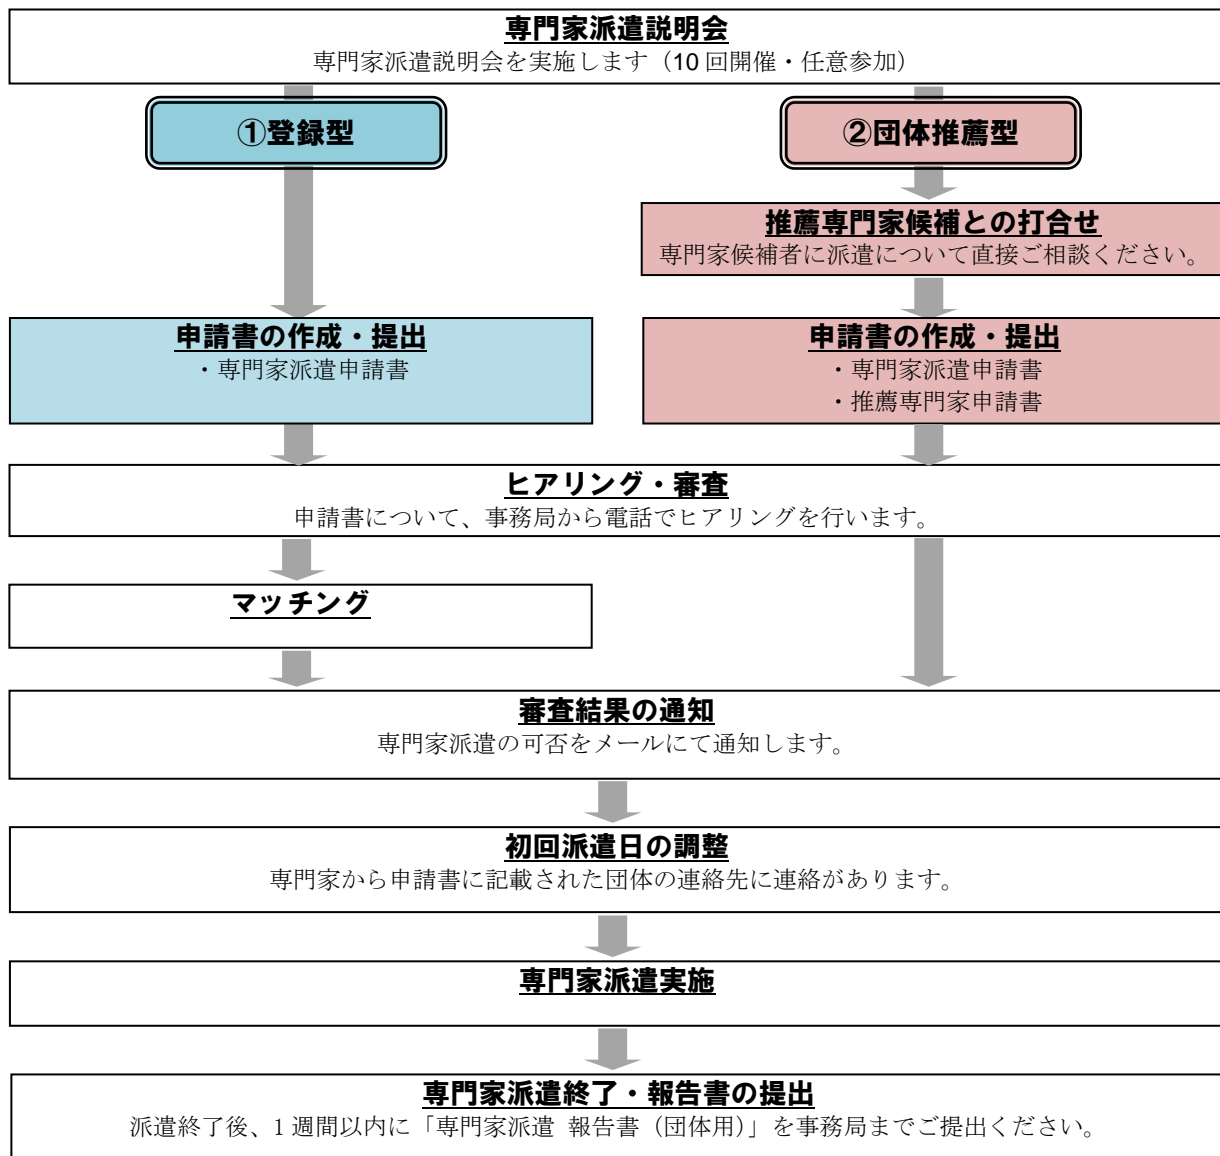 専門家派遣説明会
専門家派遣説明会を実施します（10 回開催・任意参加）
①登録型
②団体推薦型
推薦専門家候補との打合せ
専門家候補者に派遣について直接ご相談ください。
申請書の作成・提出
・専門家派遣申請書
申請書の作成・提出
・専門家派遣申請書
・推薦専門家申請書
ヒアリング・審査
申請書について、事務局から電話でヒアリングを行います。
マッチング
審査結果の通知
専門家派遣の可否をメールにて通知します。
初回派遣日の調整
専門家から申請書に記載された団体の連絡先に連絡があります。
専門家派遣実施
専門家派遣終了・報告書の提出
派遣終了後、1 週間以内に「専門家派遣 報告書（団体用）」を事務局までご提出ください。